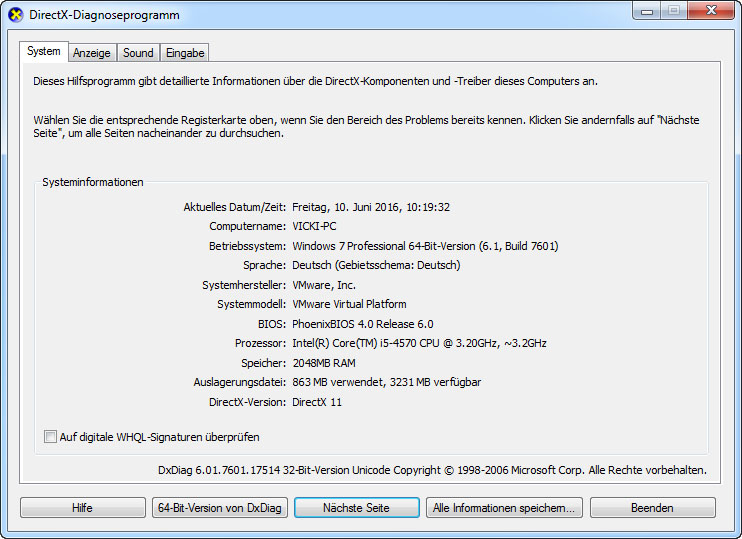 DirectX-Diagnoseprogramm
System Anzeige Sound Eingabe
Dieses Hilfsprogramm gibt detaillierte Informationen über die DirectX-Komponenten und -Treiber dieses Computers an.
Wählen Sie die entsprechende Registerkarte oben, wenn Sie den Bereich des Problems bereits kennen. Klicken Sie andernfalls auf "Nächste
Seite", um alle Seiten nacheinander zu durchsuchen.
Systeminformationen
Aktuelles Datum/Zeit: Freitag, 10. Juni 2016, 10:19:32
Computername: VICKI-PC
Betriebssystem: Windows 7 Professional 64-Bit-Version (6.1, Build 7601)
Sprache: Deutsch (Gebietsschema: Deutsch)
Systemhersteller: VMware, Inc.
Systemmodell: VMware Virtual Platform
BIOS: PhoenixBIOS 4.0 Release 6.0
Prozessor: Intel(R) Core(TM) i5-4570 CPU @ 3.20GHz, ~3.2GHz
Speicher: 2048MB RAM
Auslagerungsdatei: 863 MB verwendet, 3231 MB verfügbar
DirectX-Version: DirectX 11
Auf digitale WHQL-Signaturen überprüfen
DxDiag 6.01.7601.17514 32-Bit-Version Unicode Copyright © 1998-2006 Microsoft Corp. Alle Rechte vorbehalten.
Hilfe 64-Bit-Version von DxDiag Nächste Seite Alle Informationen speichern... Beenden